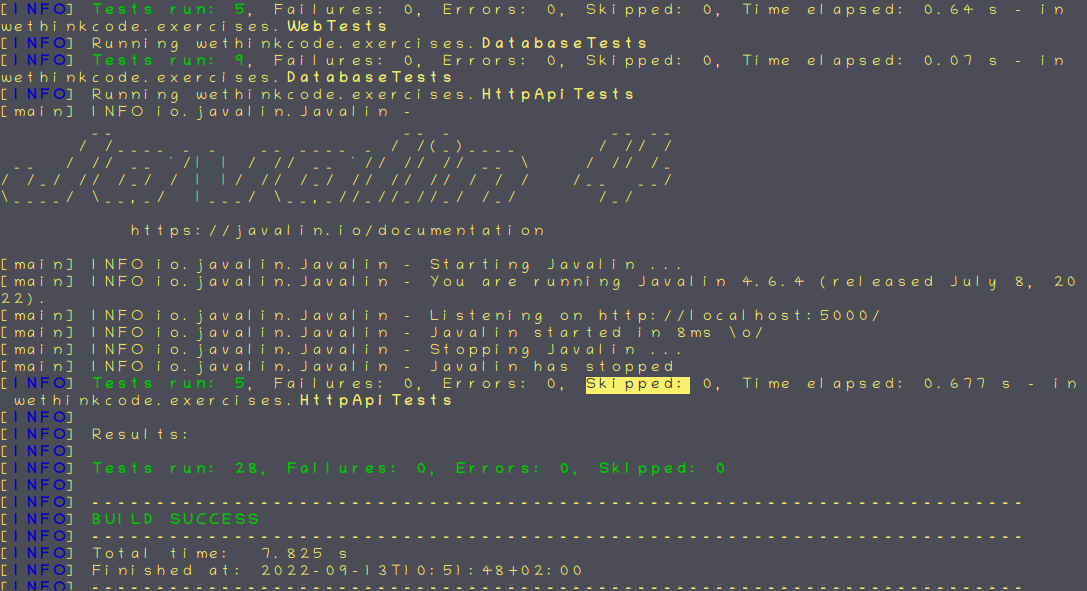 [INFO] Tests run: 5, Failures: 0, Errors: 0, Skipped: 0, Time elapsed: 0.64 s - in
wethinkcode.exercises.WebTests
[INFO] Running wethinkcode.exercises.DatabaseTests
[INFO] Tests run: 9, Failures: 0, Errors: 0, Skipped: 0, Time elapsed: 0.07 s - in
wethinkcode.exercises.DatabaseTests
[INFO] Running wethinkcode.exercises.HttpApiTests
[main] INFO io.javalin.Javalin -
Javalin 4
https://javalin.io/documentation
[main] INFO io.javalin.Javalin - Starting Javalin ...
[main] INFO io.javalin.Javalin - You are running Javalin 4.6.4 (released July 8, 20
22).
[main] INFO io.javalin.Javalin - Listening on http://localhost:5000/
[main] INFO io.javalin.Javalin - Javalin started in 8ms \o/
[main] INFO io.javalin.Javalin - Stopping Javalin ...
[main] INFO io.javalin.Javalin - Javalin has stopped
[INFO] Tests run: 5, Failures: 0, Errors: 0, Skipped: 0, Time elapsed: 0.677 s - in
wethinkcode.exercises.HttpApiTests
[INFO]
[INFO] Results:
[INFO]
[INFO] Tests run: 28, Failures: 0, Errors: 0, Skipped: 0
[INFO]
[INFO] ------------------------------------------------------------------------
[INFO] BUILD SUCCESS
[INFO] ------------------------------------------------------------------------
[INFO] Total time:  7.825 s
[INFO] Finished at: 2022-09-13T10:51:48+02:00
[INFO] ------------------------------------------------------------------------